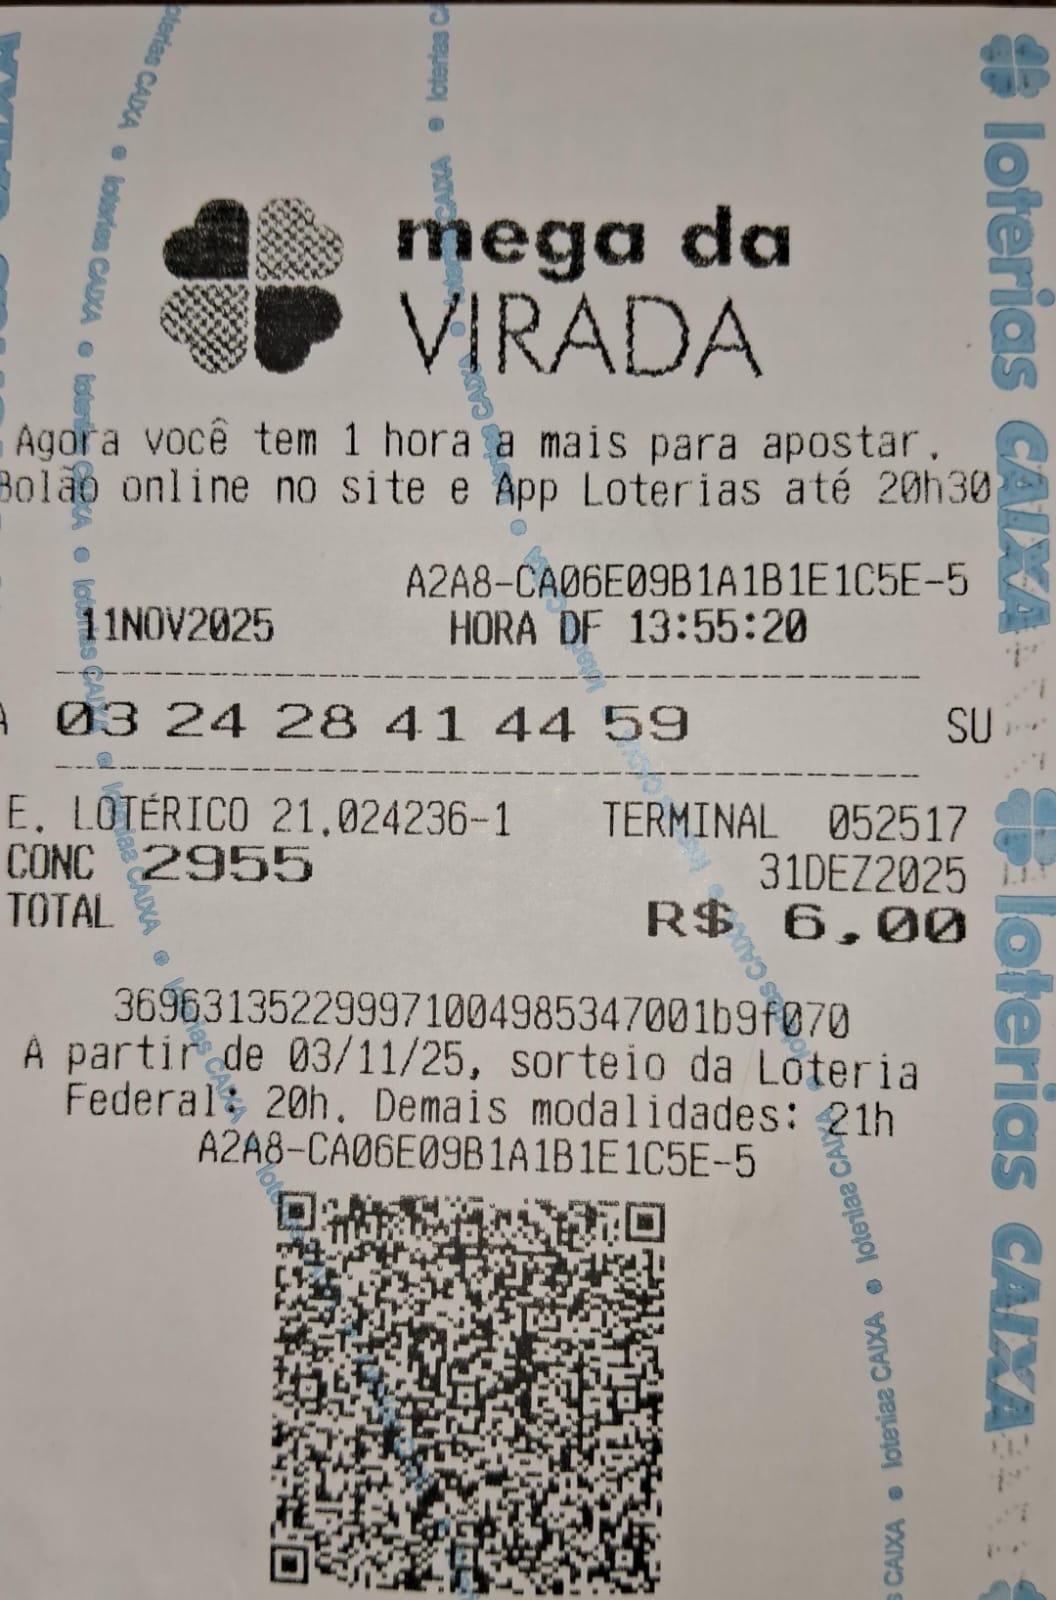 mega da
VIRADA
Agora você tem 1 hora a mais para apostar.
Bolão online no site e App Loterias até 20h30
A2A8-CA06E09B1A1B1E1C5E-5
11NOV2025 HORA DF 13:55:20
A 03 24 28 41 44 59 SU
E. LOTÉRICO 21.024236-1 TERMINAL 052517
CONC 2955 31DEZ2025
TOTAL R$ 6,00
369631352299971004985347001b9f070
A partir de 03/11/25, sorteio da Loteria
Federal: 20h. Demais modalidades: 21h
A2A8-CA06E09B1A1B1E1C5E-5
loterias CAIXA
loterias CAIXA